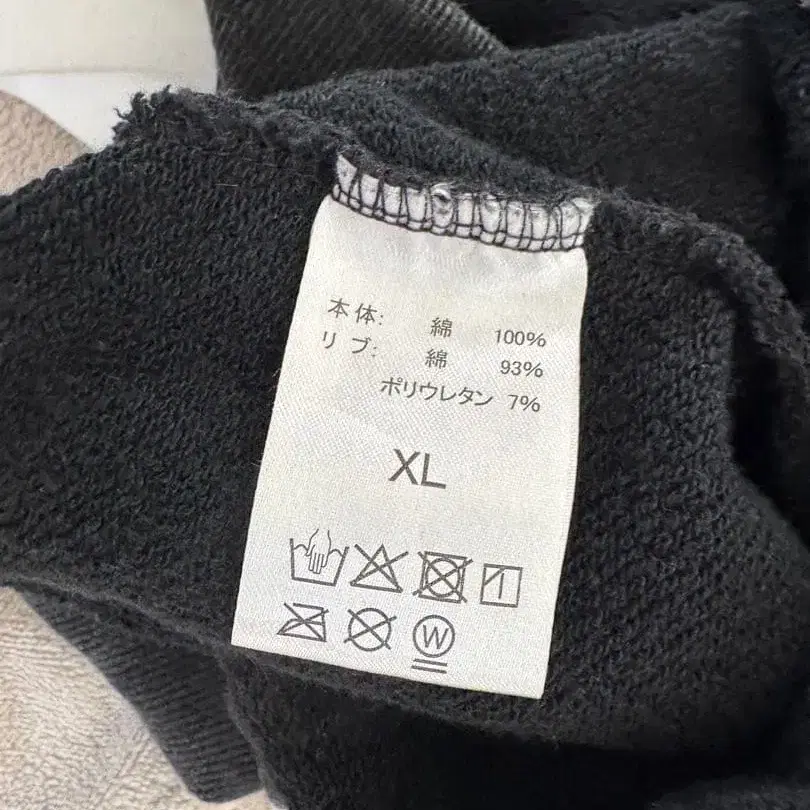 本体: 綿 100%
リブ: 綿 93%
ポリウレタン 7%
XL
W